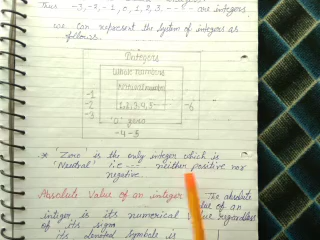 Thus -3, -2, -1, 0, 1, 2, 3, --- are integers
we can represent the system of integers as
follows.
Integers
Whole numbers
Natural numbers
1,2,3,4,5---
-1
-2
-3
-6
'0' zero
-4 -5
* 'Zero' is the only integer which is
'Neutral' i.e --- neither positive nor
negative.
Absolute Value of an integer The absolute
value of an
integer is its numerical value regardless
of its sign
its symbols is